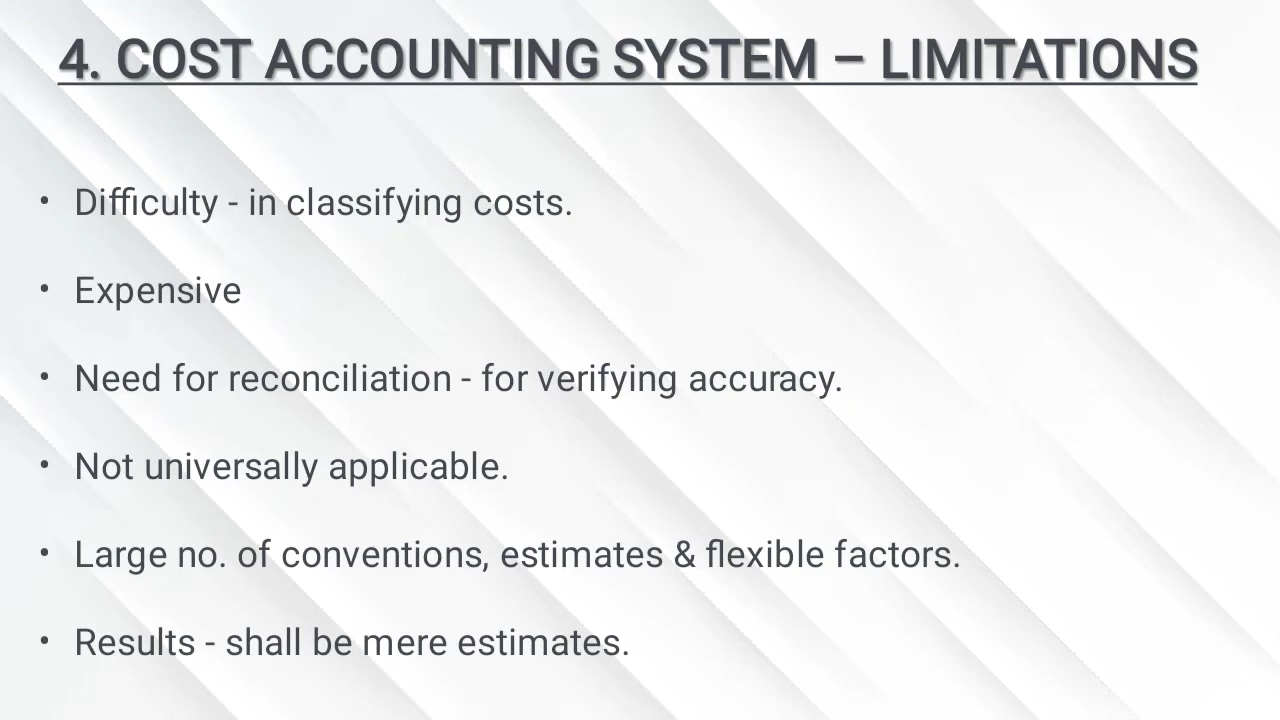 4. COST ACCOUNTING SYSTEM – LIMITATIONS
• Difficulty - in classifying costs.
• Expensive
• Need for reconciliation - for verifying accuracy.
• Not universally applicable.
• Large no. of conventions, estimates & flexible factors.
• Results - shall be mere estimates.